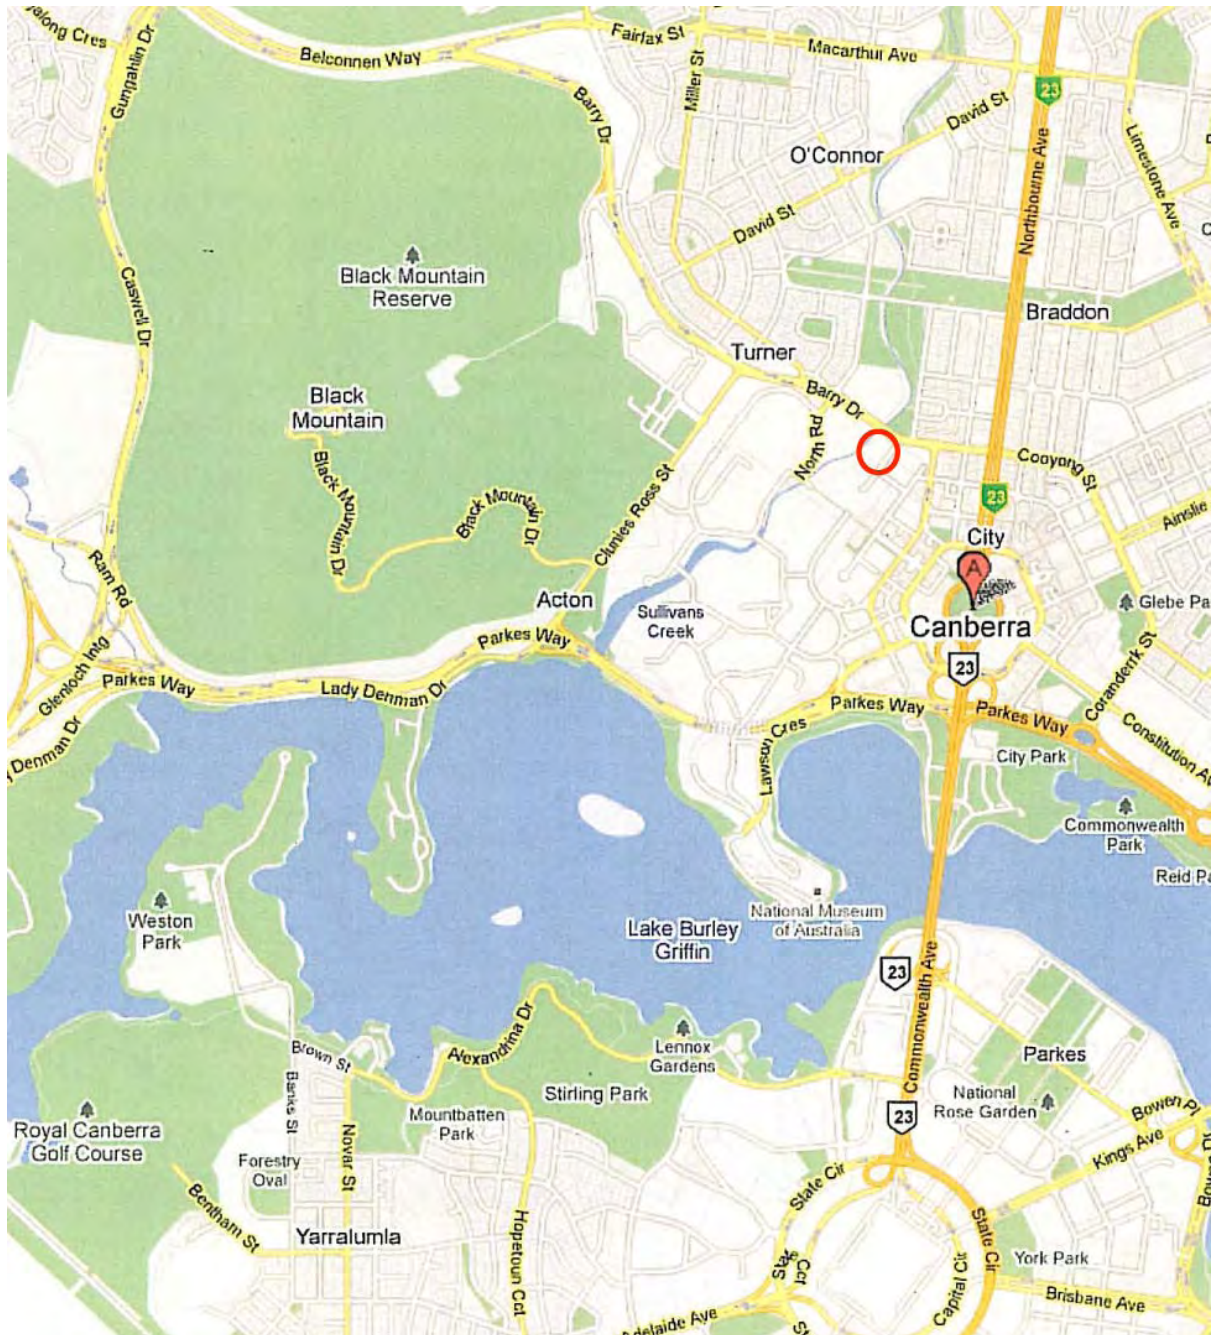 Gungahlin Dr
Belconnen Way
Fairfax St
Macarthur Ave
Miller St
Barry Dr
David St
23
O'Connor
Northbourne Ave
Limestone Ave
David St
Black Mountain
Reserve
Caswell Dr
Braddon
Turner
Barry Dr
Black
Mountain
North Rd
Cooyong St
Black Mountain Dr
Black Mountain Dr
Clunies Ross St
23
Ainslie
City
A
Ram Rd
Acton
Sullivans
Creek
Glebe Pa
Canberra
Parkes Way
23
Coranderrk St
Glenloch Intg
Parkes Way
Lady Denman Dr
Parkes Way
Parkes Way
Constitution Av
Denman Dr
Lawson Cres
City Park
Commonwealth
Park
Reid Pa
Weston
Park
National Museum
of Australia
Lake Burley
Griffin
23
Commonwealth Ave
Alexandrina Dr
Brown St
Lennox
Gardens
Parkes
Banks St
Stirling Park
National
Rose Garden
Mountbatten
Park
23
Bowen Pl
Royal Canberra
Golf Course
Kings Ave
Novar St
Forestry
Oval
State Cir
Bentham St
Hopetoun Cct
State Cir
Yarralumla
York Park
State Cct
Capital Cir
Brisbane Ave
Adelaide Ave